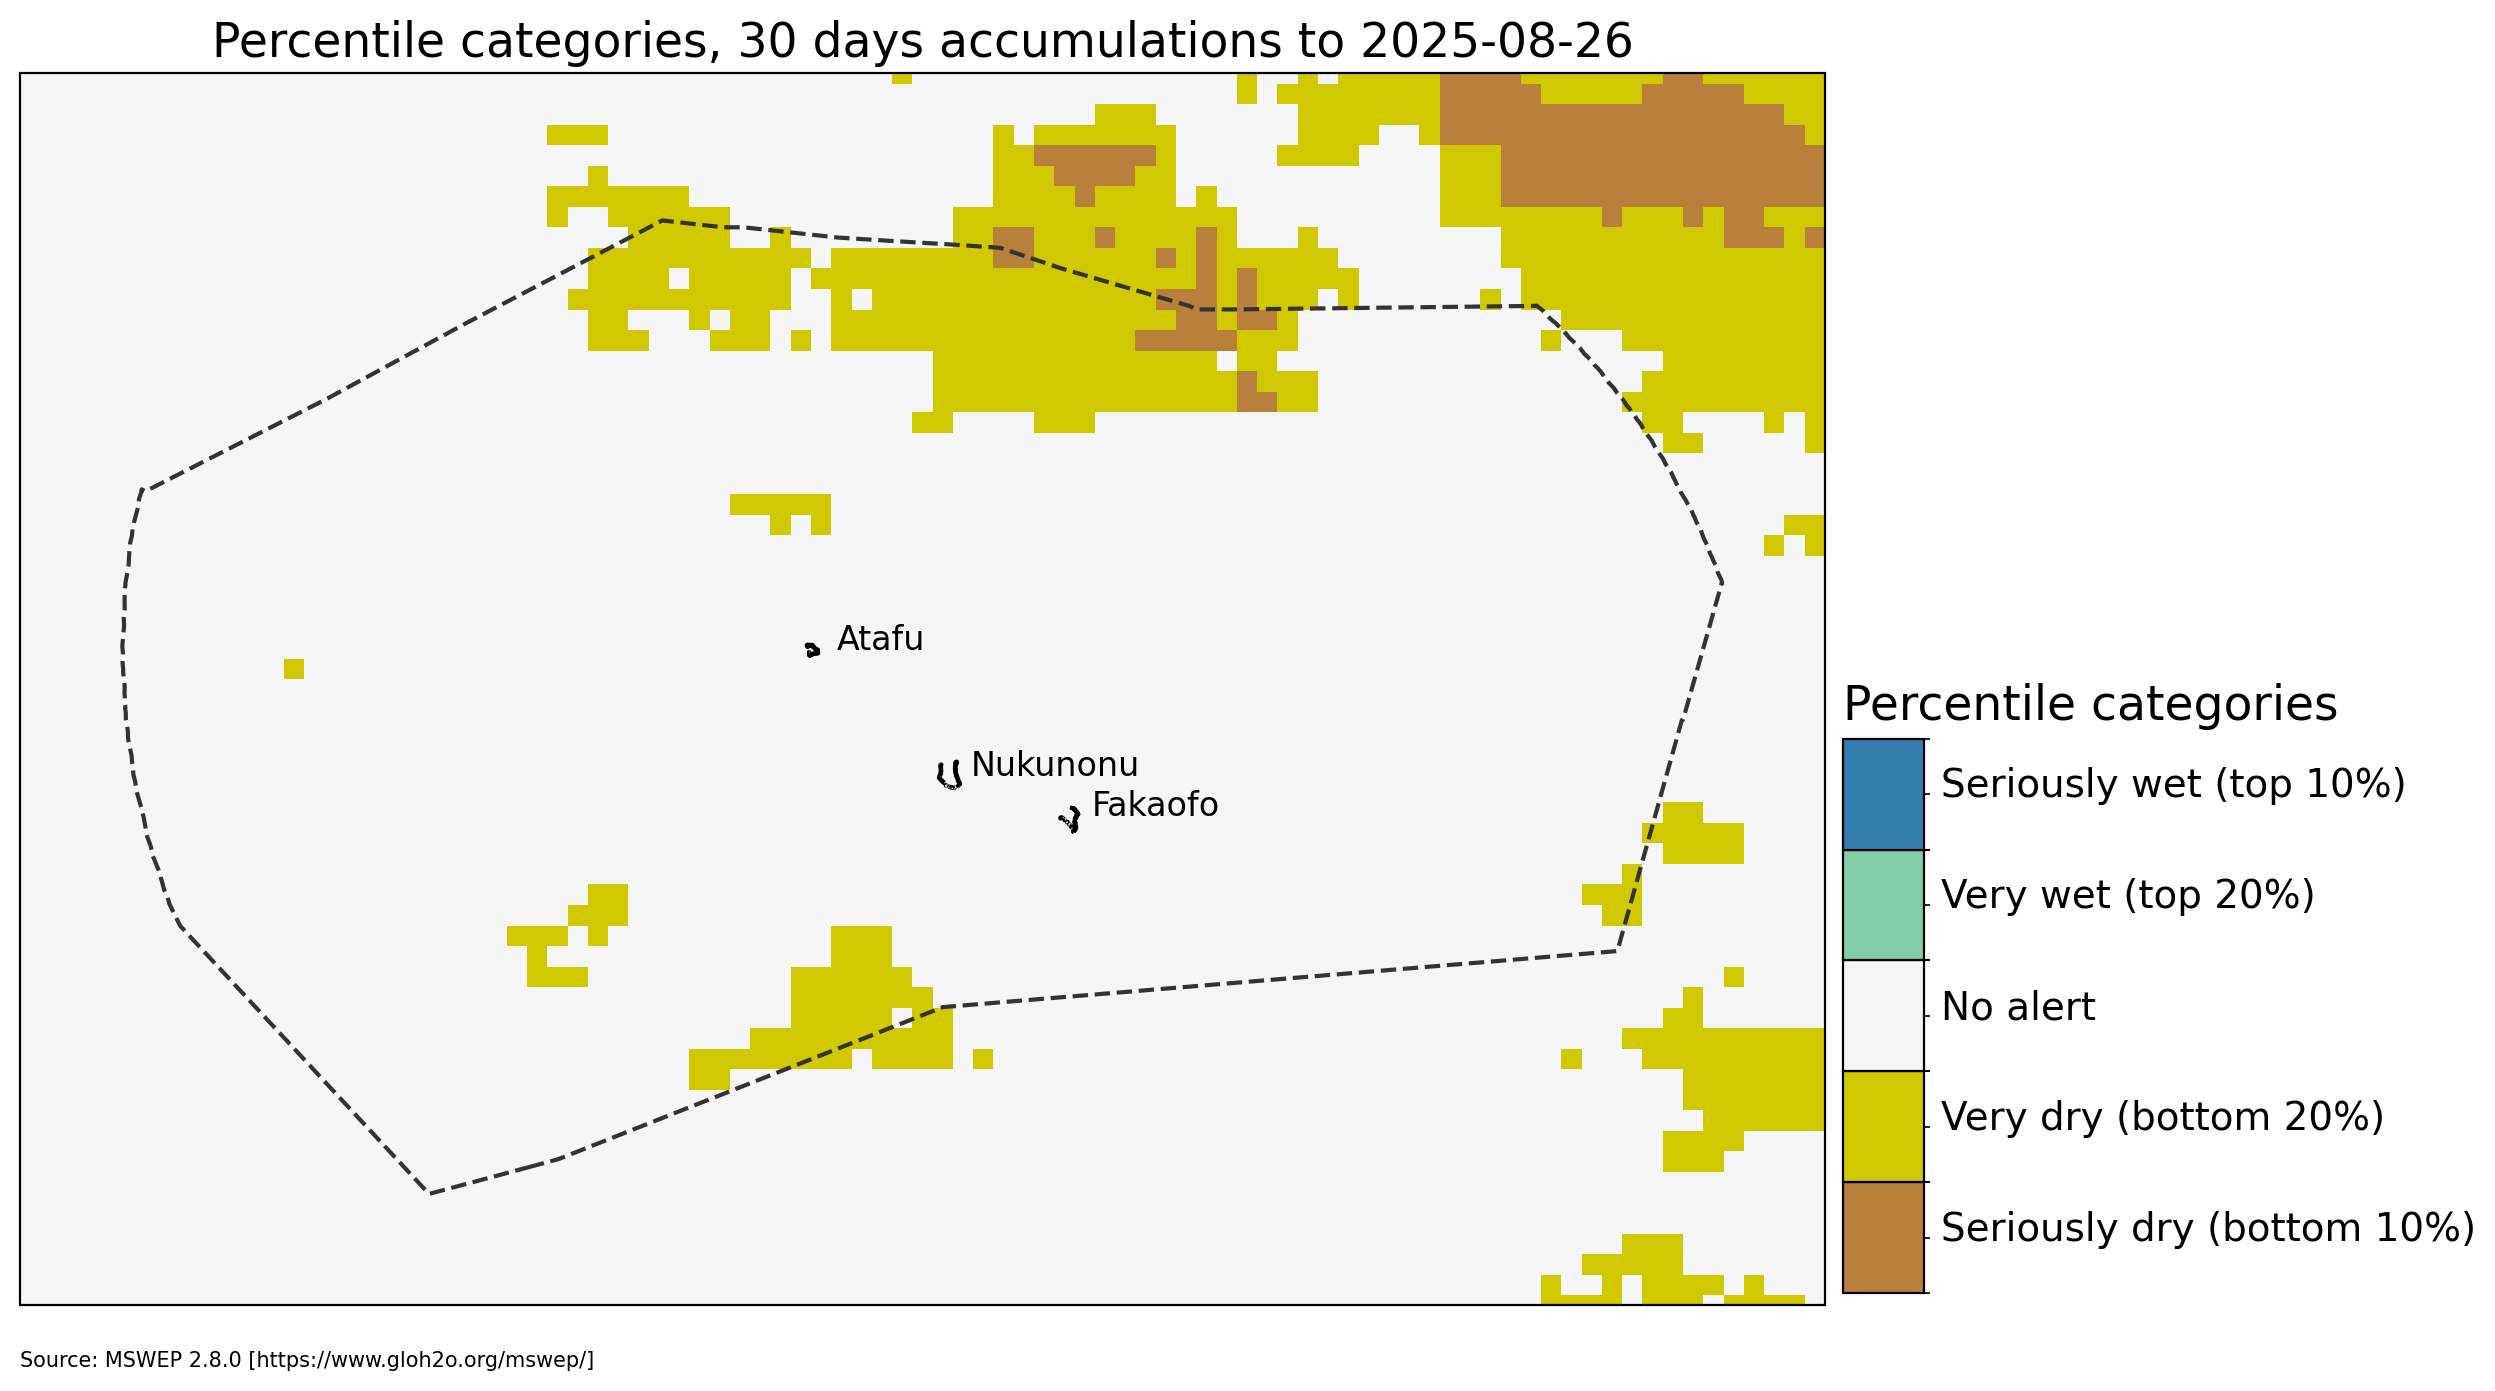 Percentile categories, 30 days accumulations to 2025-08-26
Atafu
Nukunonu
Fakaofo
Percentile categories
Seriously wet (top 10%)
Very wet (top 20%)
No alert
Very dry (bottom 20%)
Seriously dry (bottom 10%)
Source: MSWEP 2.8.0 [https://www.gloh2o.org/mswep/]